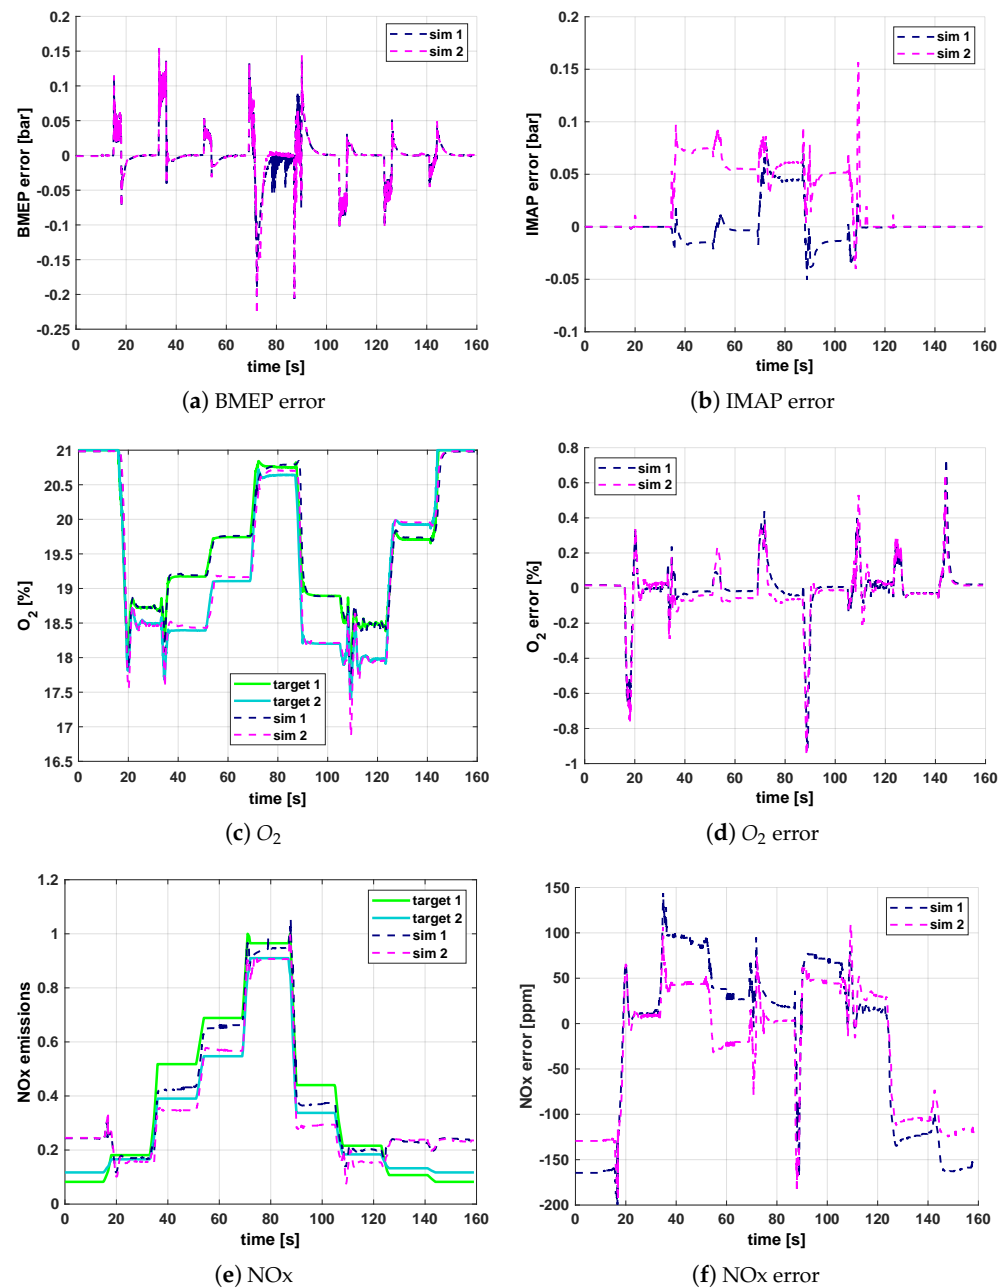 0.2
0.15
0.1
0.05
0
-0.05
-0.1
-0.15
-0.2
-0.25
BMEP error [bar]
sim 1
sim 2
0 20 40 60 80 100 120 140 160
time [s]
(a) BMEP error
0.2
0.15
0.1
0.05
0
-0.05
-0.1
IMAP error [bar]
sim 1
sim 2
0 20 40 60 80 100 120 140 160
time [s]
(b) IMAP error
21
20.5
20
19.5
19
18.5
18
17.5
17
16.5
O2 [%]
target 1
target 2
sim 1
sim 2
0 20 40 60 80 100 120 140 160
time [s]
(c) O2
0.8
0.6
0.4
0.2
0
-0.2
-0.4
-0.6
-0.8
-1
O2 error [%]
sim 1
sim 2
0 20 40 60 80 100 120 140 160
time [s]
(d) O2 error
1.2
1
0.8
0.6
0.4
0.2
0
NOx emissions
target 1
target 2
sim 1
sim 2
0 20 40 60 80 100 120 140 160
time [s]
(e) NOx
150
100
50
0
-50
-100
-150
-200
NOx error [ppm]
sim 1
sim 2
0 20 40 60 80 100 120 140 160
time [s]
(f) NOx error